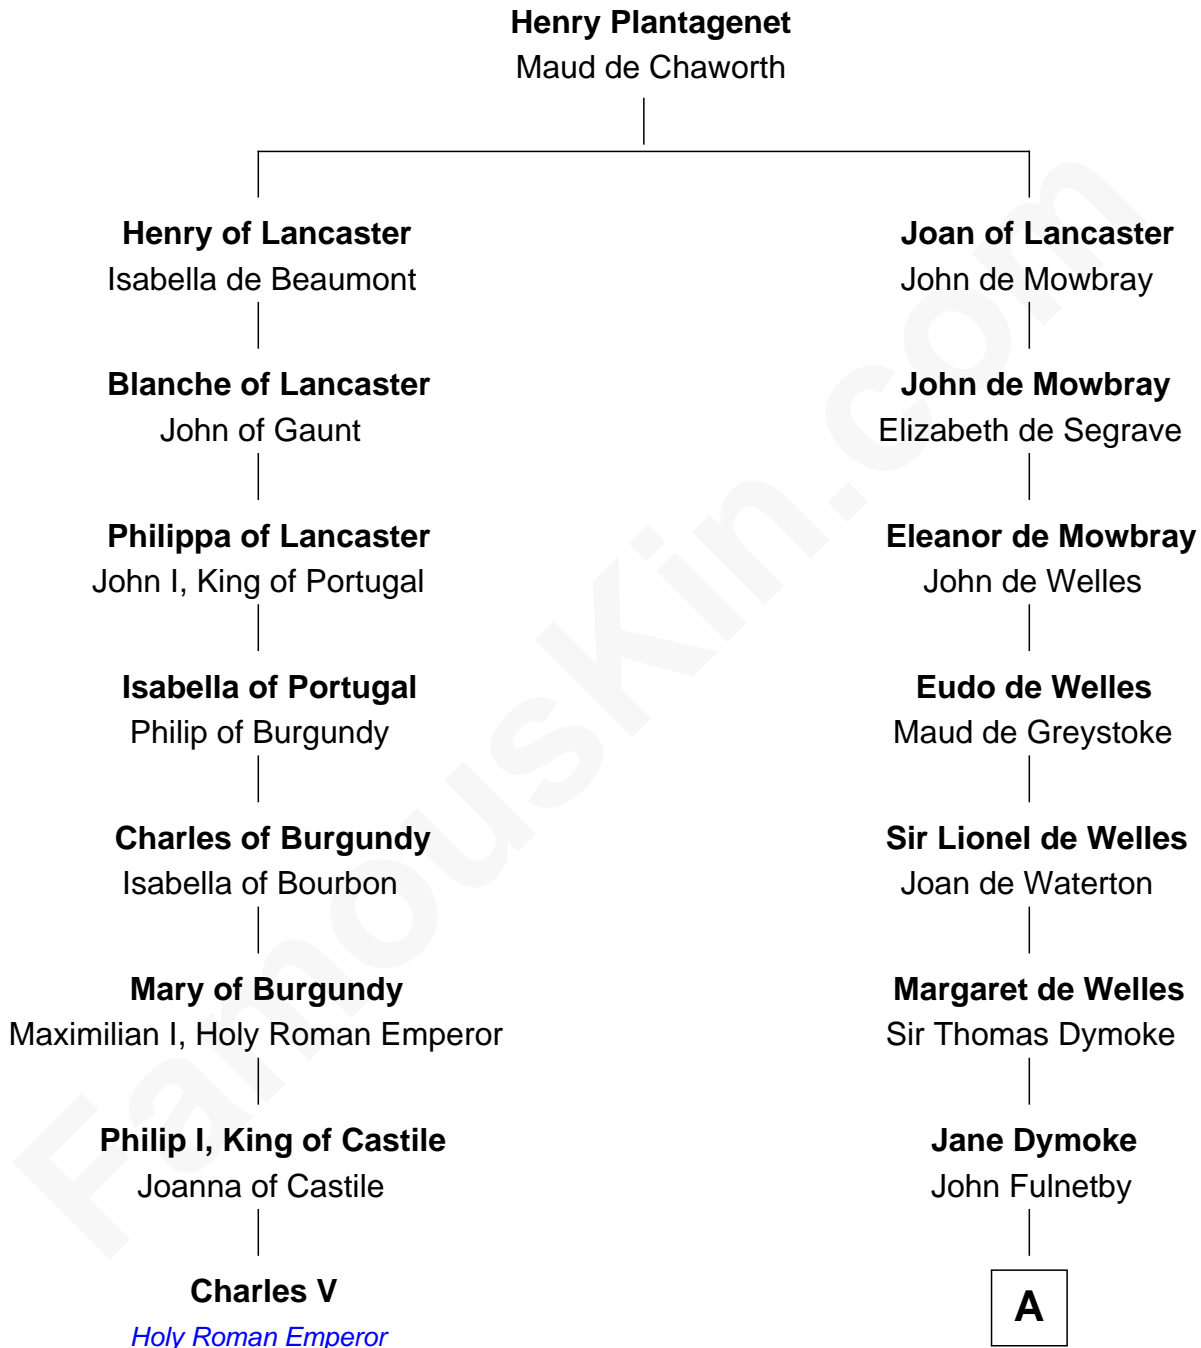 Henry Plantagenet
Maud de Chaworth
Henry of Lancaster
Isabella de Beaumont
Joan of Lancaster
John de Mowbray
Blanche of Lancaster
John of Gaunt
John de Mowbray
Elizabeth de Segrave
Philippa of Lancaster
John I, King of Portugal
Eleanor de Mowbray
John de Welles
Isabella of Portugal
Philip of Burgundy
Eudo de Welles
Maud de Greystoke
Charles of Burgundy
Isabella of Bourbon
Sir Lionel de Welles
Joan de Waterton
Mary of Burgundy
Maximilian I, Holy Roman Emperor
Margaret de Welles
Sir Thomas Dymoke
Philip I, King of Castile
Joanna of Castile
Jane Dymoke
John Fulnetby
Charles V
Holy Roman Emperor
A
FamousKin.com